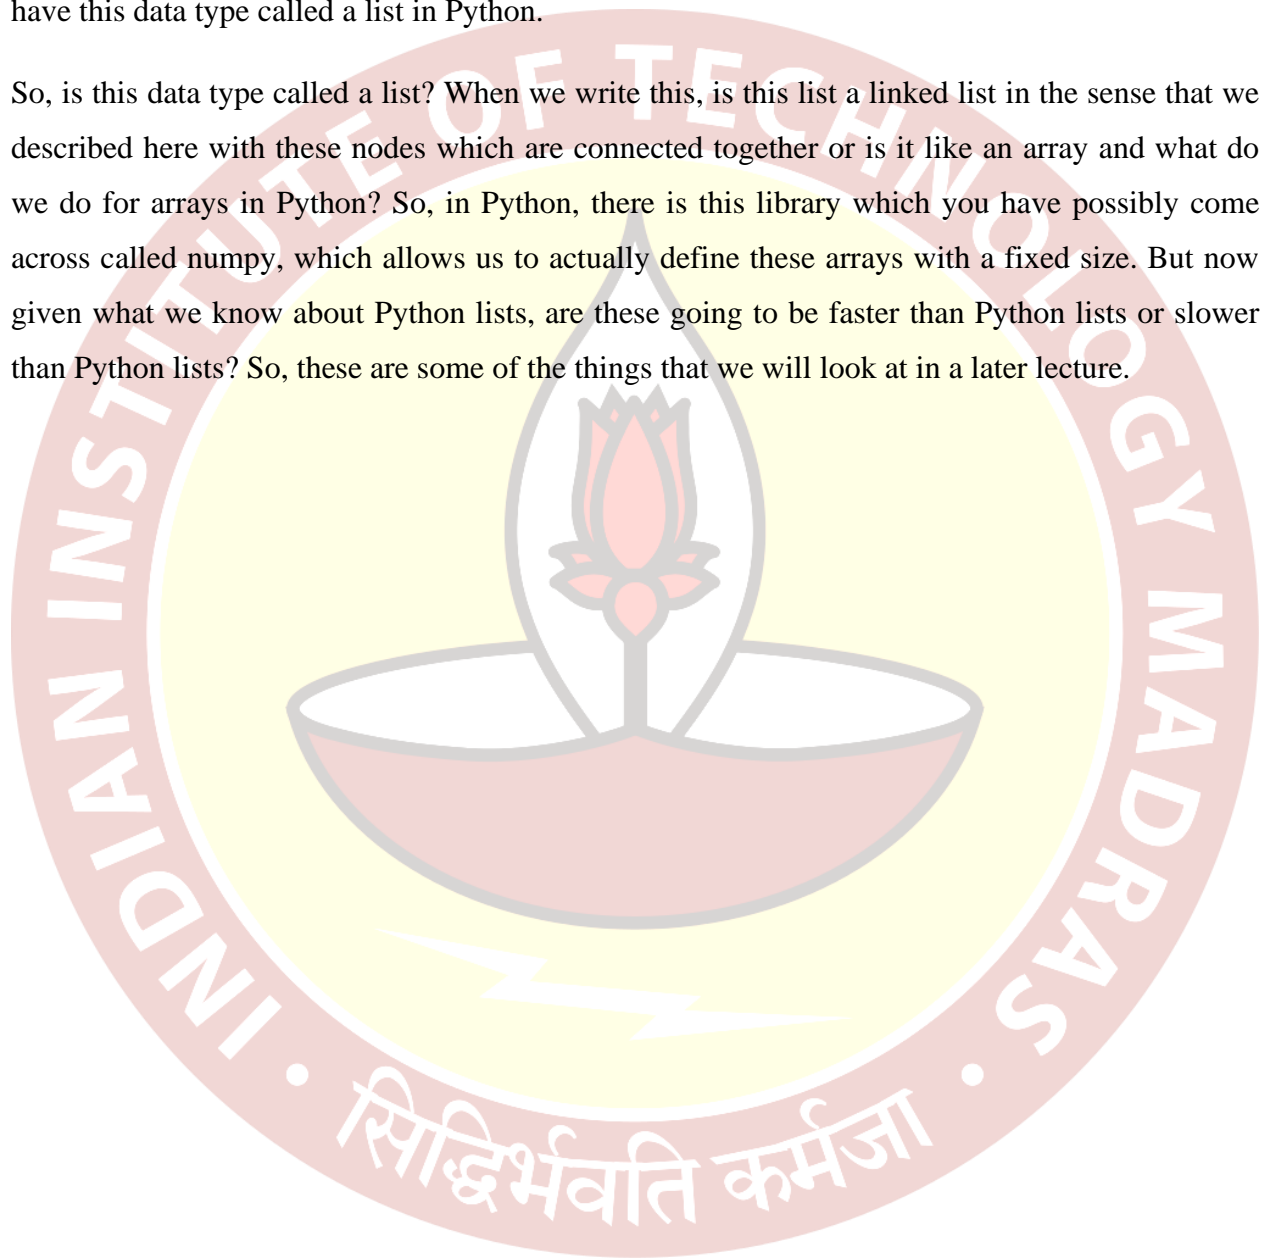 have this data type called a list in Python.
So, is this data type called a list? When we write this, is this list a linked list in the sense that we
described here with these nodes which are connected together or is it like an array and what do
we do for arrays in Python? So, in Python, there is this library which you have possibly come
across called numpy, which allows us to actually define these arrays with a fixed size. But now
given what we know about Python lists, are these going to be faster than Python lists or slower
than Python lists? So, these are some of the things that we will look at in a later lecture.
INDIAN INSTITUTE OF TECHNOLOGY MADRAS
सिद्धिर्भवति कर्मजा